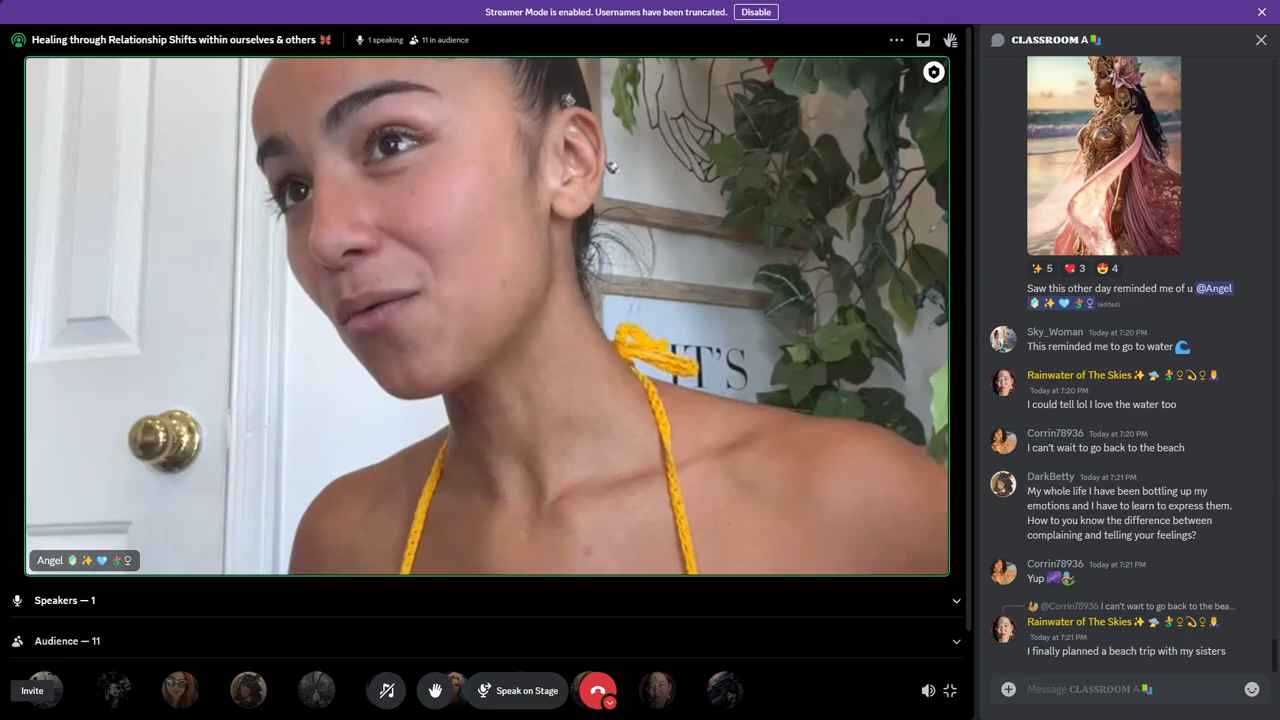 Streamer Mode is enabled. Usernames have been truncated.
Disable
Healing through Relationship Shifts within ourselves & others
1 speaking
11 in audience
CLASSROOM A
IT'S
Angel
Speakers — 1
Audience — 11
Invite
Speak on Stage
5
3
4
Saw this other day reminded me of u @Angel
(edited)
Sky_Woman Today at 7:20 PM
This reminded me to go to water
Rainwater of The Skies
Today at 7:20 PM
I could tell lol I love the water too
Corrin78936 Today at 7:20 PM
I can't wait to go back to the beach
DarkBetty Today at 7:21 PM
My whole life I have been bottling up my
emotions and I have to learn to express them.
How to you know the difference between
complaining and telling your feelings?
Corrin78936 Today at 7:21 PM
Yup
@Corrin78936 I can't wait to go back to the bea...
Rainwater of The Skies
Today at 7:21 PM
I finally planned a beach trip with my sisters
Message CLASSROOM A